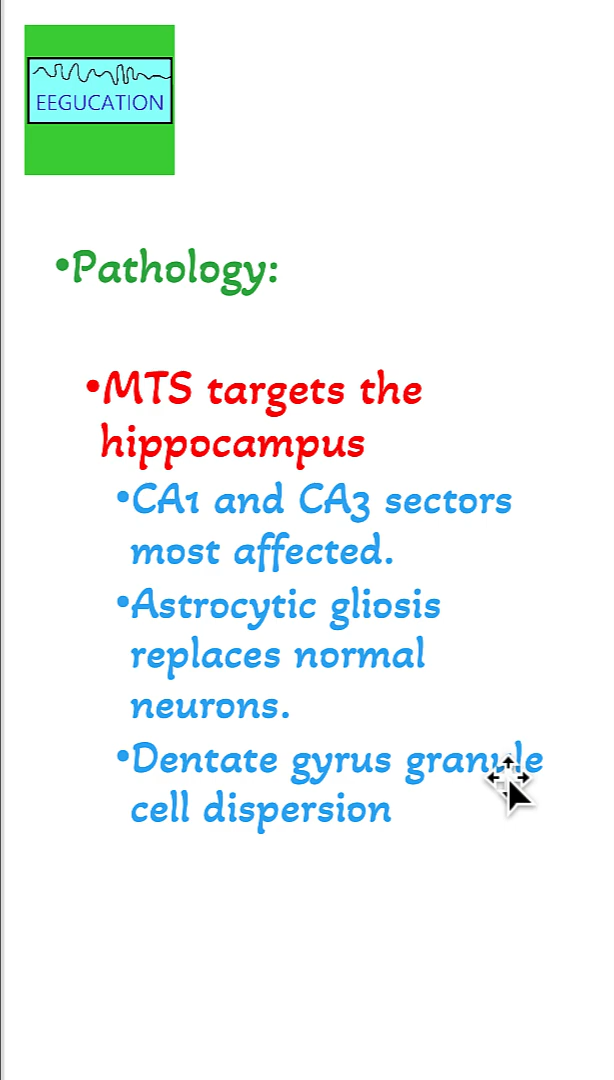 EEGUCATION
•Pathology:
•MTS targets the
hippocampus
•CA1 and CA3 sectors
most affected.
•Astrocytic gliosis
replaces normal
neurons.
•Dentate gyrus granule
cell dispersion